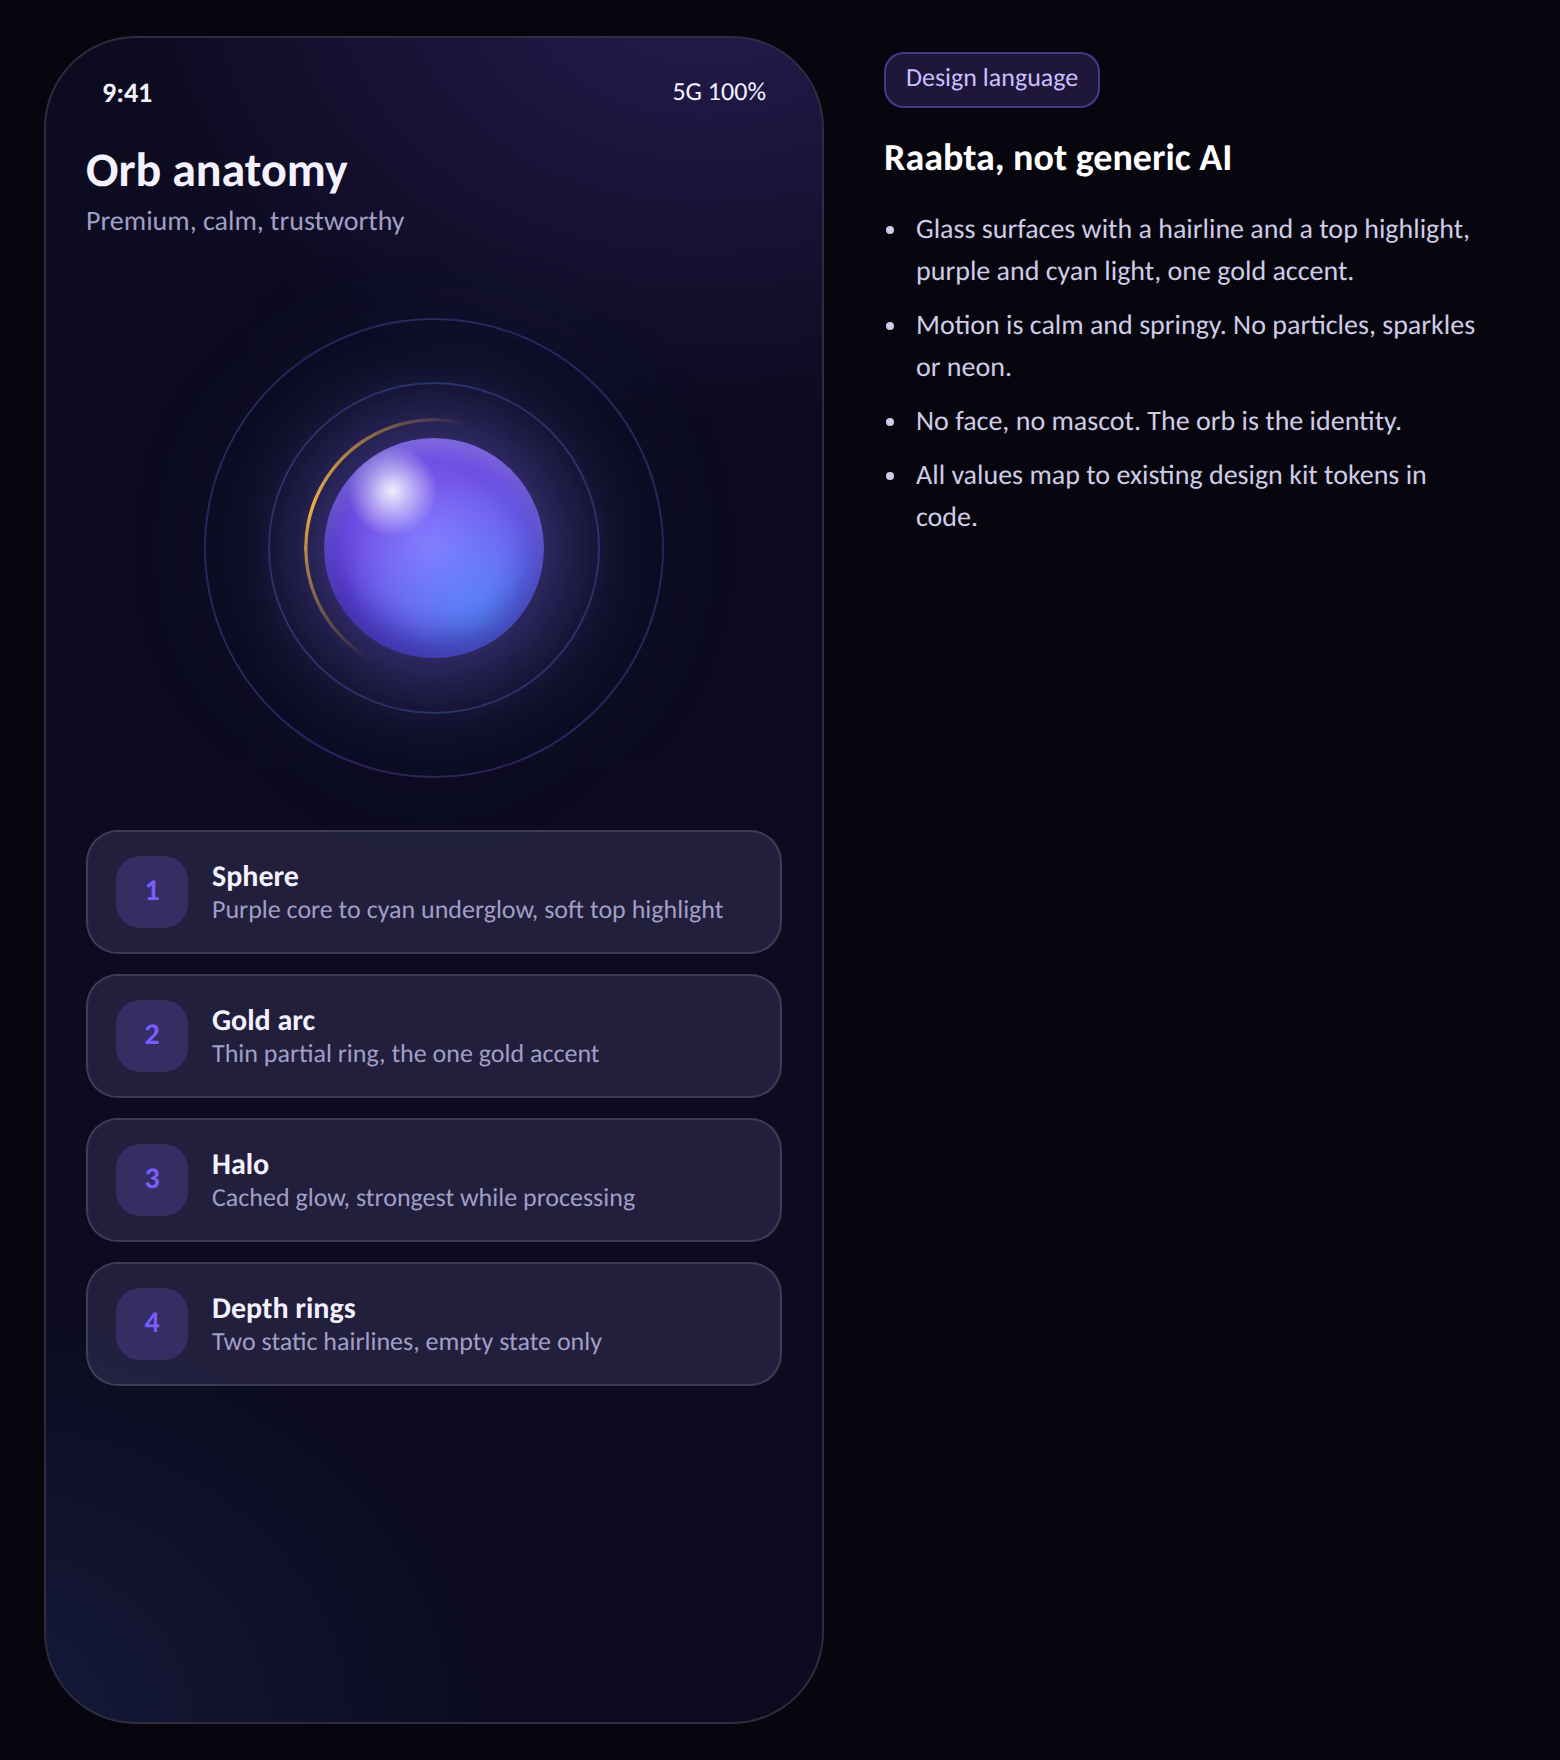 9:41
5G 100%
Orb anatomy
Premium, calm, trustworthy
1
Sphere
Purple core to cyan underglow, soft top highlight
2
Gold arc
Thin partial ring, the one gold accent
3
Halo
Cached glow, strongest while processing
4
Depth rings
Two static hairlines, empty state only
Design language
Raabta, not generic AI
• Glass surfaces with a hairline and a top highlight,
purple and cyan light, one gold accent.
• Motion is calm and springy. No particles, sparkles
or neon.
• No face, no mascot. The orb is the identity.
• All values map to existing design kit tokens in
code.